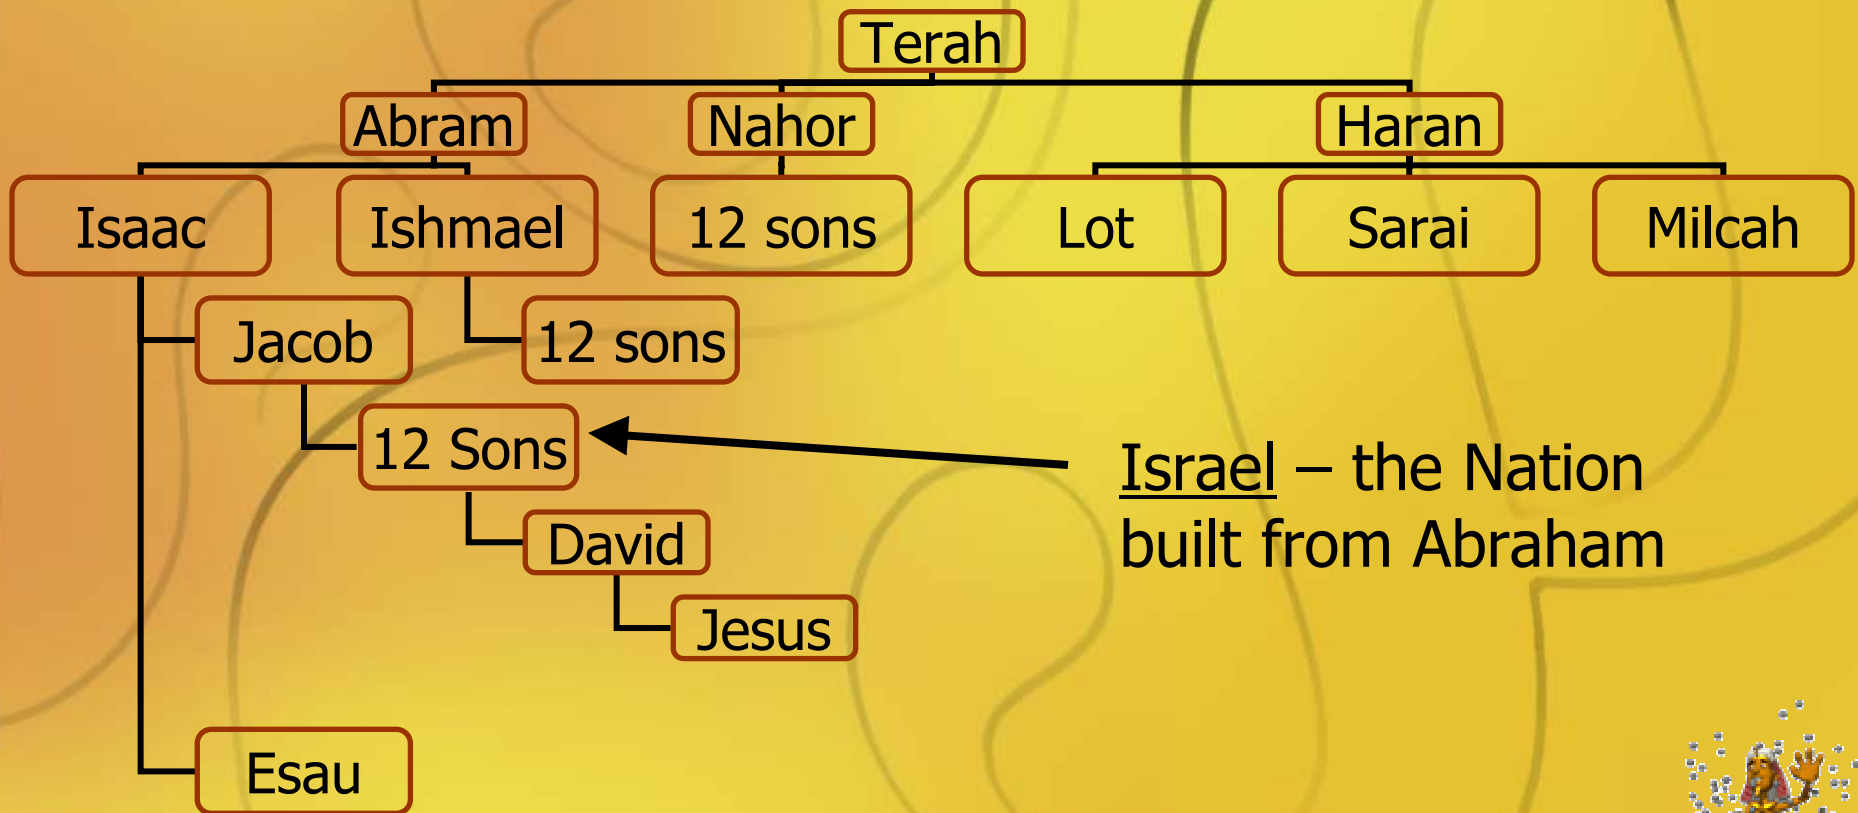 Terah
Abram
Nahor
Haran
Isaac
Ishmael
12 sons
Lot
Sarai
Milcah
Jacob
12 sons
12 Sons
Israel – the Nation
built from Abraham
David
Jesus
Esau